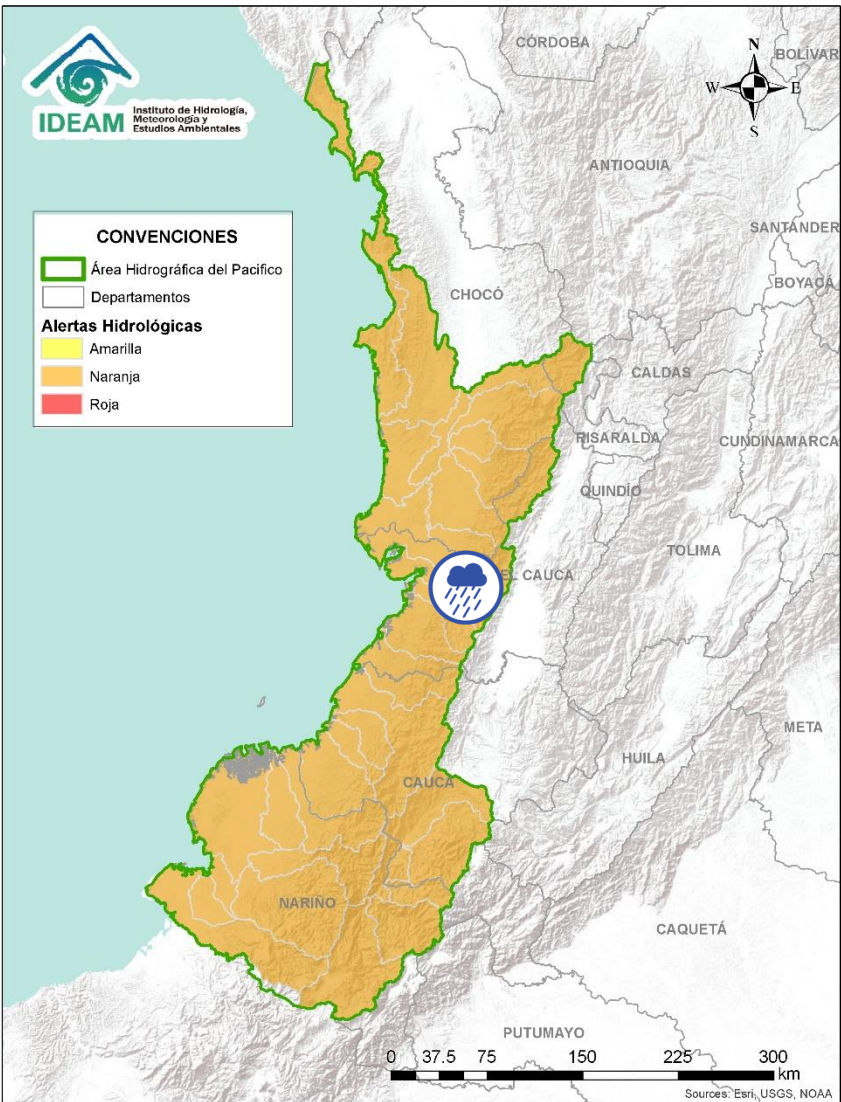 IDEAM
Instituto de Hidrología,
Meteorología y
Estudios Ambientales
CÓRDOBA
BOLIVAR
N
W
E
S
ANTIOQUIA
SANTANDER
BOYACÁ
CONVENCIONES
Área Hidrográfica del Pacifico
Departamentos
Alertas Hidrológicas
Amarilla
Naranja
Roja
CHOCÓ
CALDAS
RISARALDA
CUNDINAMARCA
QUINDÍO
TOLIMA
EL CAUCA
META
HUILA
CAUCA
NARIÑO
CAQUETÁ
PUTUMAYO
0 37.5 75 150 225 300
km
Sources: Esri, USGS, NOAA